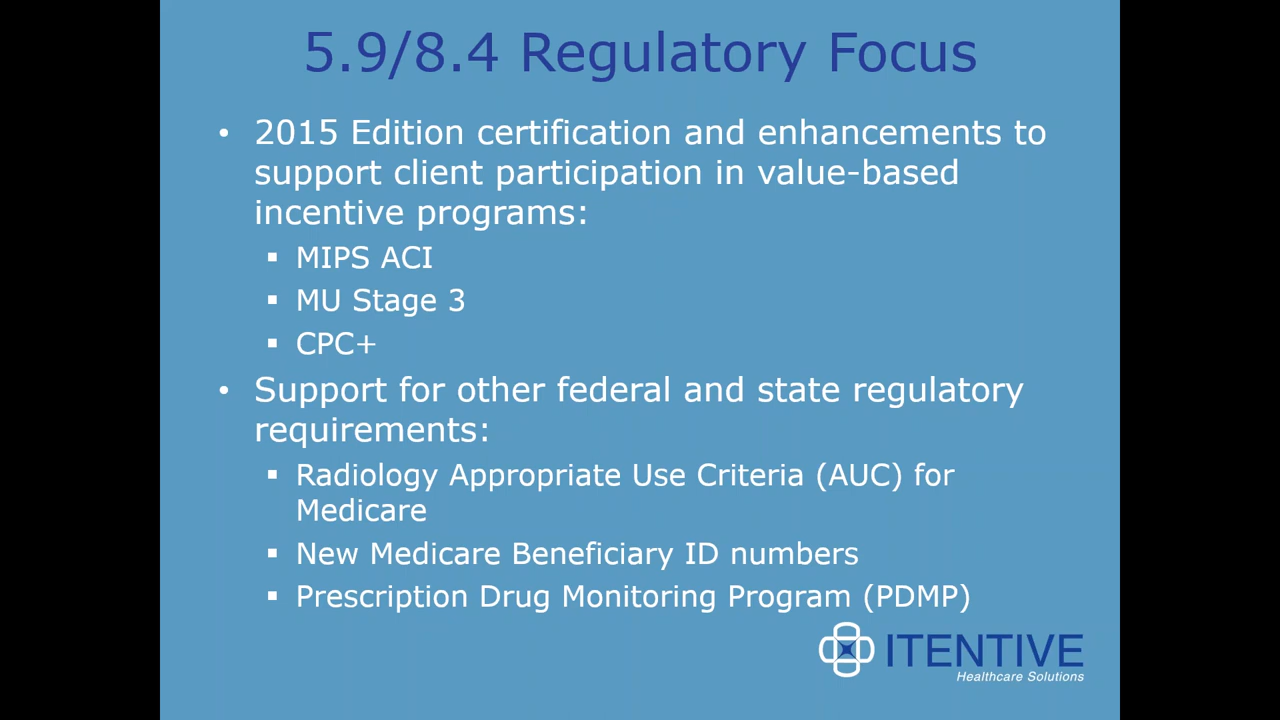 5.9/8.4 Regulatory Focus
• 2015 Edition certification and enhancements to
support client participation in value-based
incentive programs:
▪ MIPS ACI
▪ MU Stage 3
▪ CPC+
• Support for other federal and state regulatory
requirements:
▪ Radiology Appropriate Use Criteria (AUC) for
Medicare
▪ New Medicare Beneficiary ID numbers
▪ Prescription Drug Monitoring Program (PDMP)
ITENTIVE
Healthcare Solutions